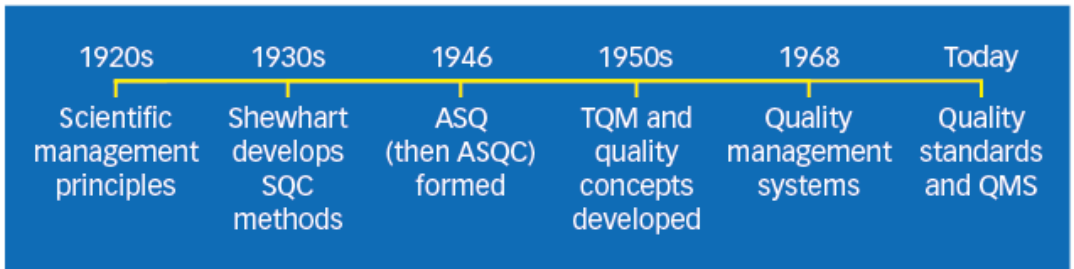 1920s
Scientific
management
principles
1930s
Shewhart
develops
SQC
methods
1946
ASQ
(then ASQC)
formed
1950s
TQM and
quality
concepts
developed
1968
Quality
management
systems
Today
Quality
standards
and QMS